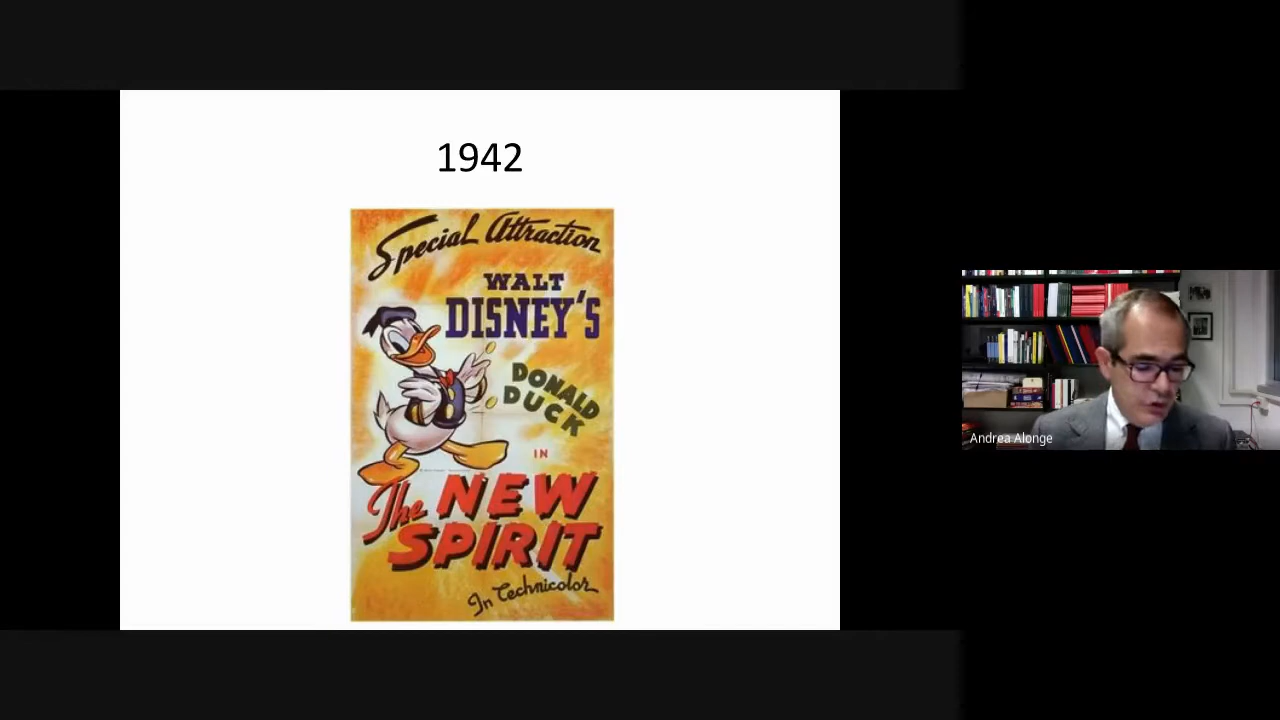 1942
Special Attraction
WALT
DISNEY'S
DONALD
DUCK
IN
The NEW
SPIRIT
In Technicolor
Andrea Alonge